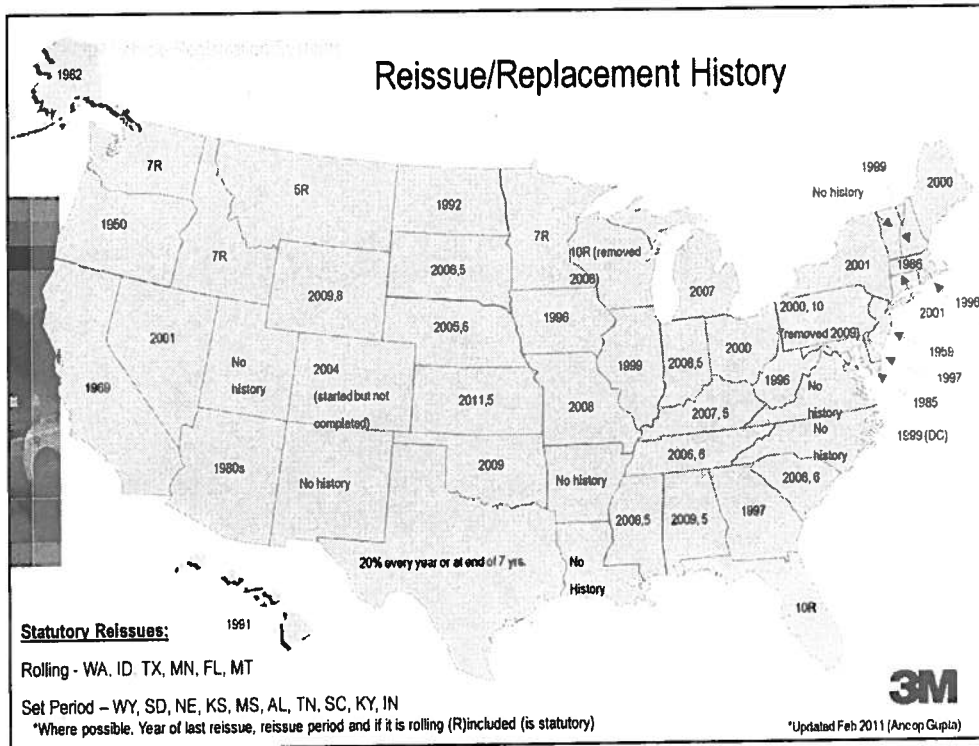 Reissue/Replacement History
1982
7R
5R
1992
7R
10R (removed
2008)
1989
No history
2000
1950
7R
2009,8
2008,5
2007
2001
1986
1996
2001
2001
No
history
2004
(started but not
completed)
2005,6
1996
1999
2008,5
2000
2000, 10
(removed 2009)
1959
1997
1985
1999 (DC)
1969
2011,5
2008
2007, 5
1996
No
history
No
history
1980s
No history
2009
No history
2006, 6
2008,5
2009, 5
1997
2006, 6
20% every year or at end of 7 yrs.
No
History
10R
1991
Statutory Reissues:
Rolling - WA, ID TX, MN, FL, MT
Set Period – WY, SD, NE, KS, MS, AL, TN, SC, KY, IN
*Where possible, Year of last reissue, reissue period and if it is rolling (R)included (is statutory)
3M
*Updated Feb 2011 (Anoop Gupta)